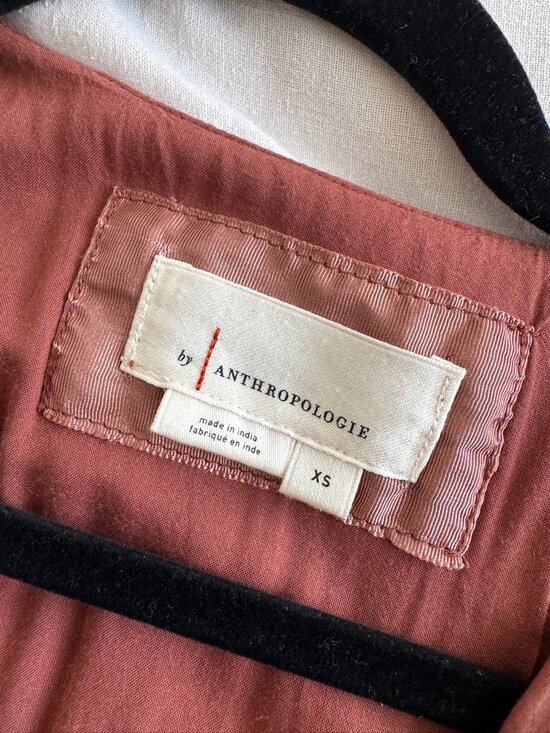 by ANTHROPOLOGIE
made in india
fabriqué en inde
XS